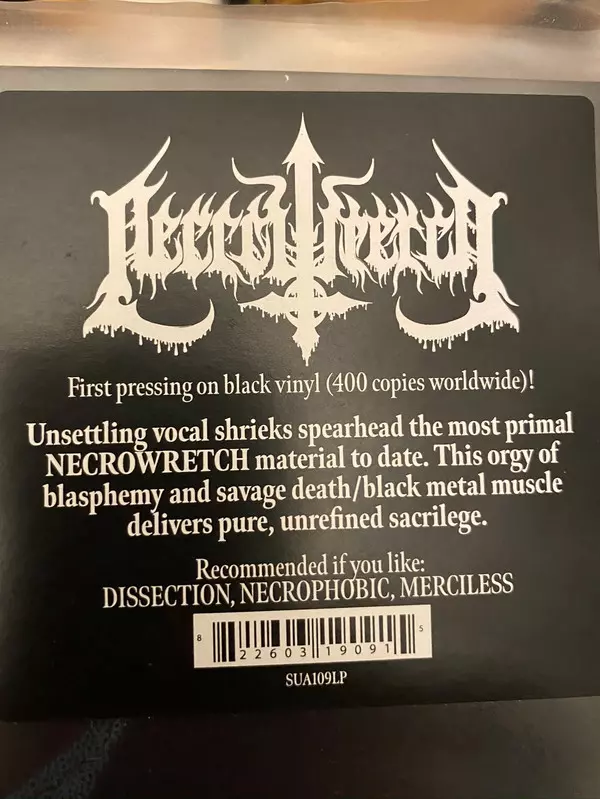 Necrowretch
First pressing on black vinyl (400 copies worldwide)!
Unsettling vocal shrieks spearhead the most primal
NECROWRETCH material to date. This orgy of
blasphemy and savage death/black metal muscle
delivers pure, unrefined sacrilege.
Recommended if you like:
DISSECTION, NECROPHOBIC, MERCILESS
8 22603 19091 5
SUA109LP